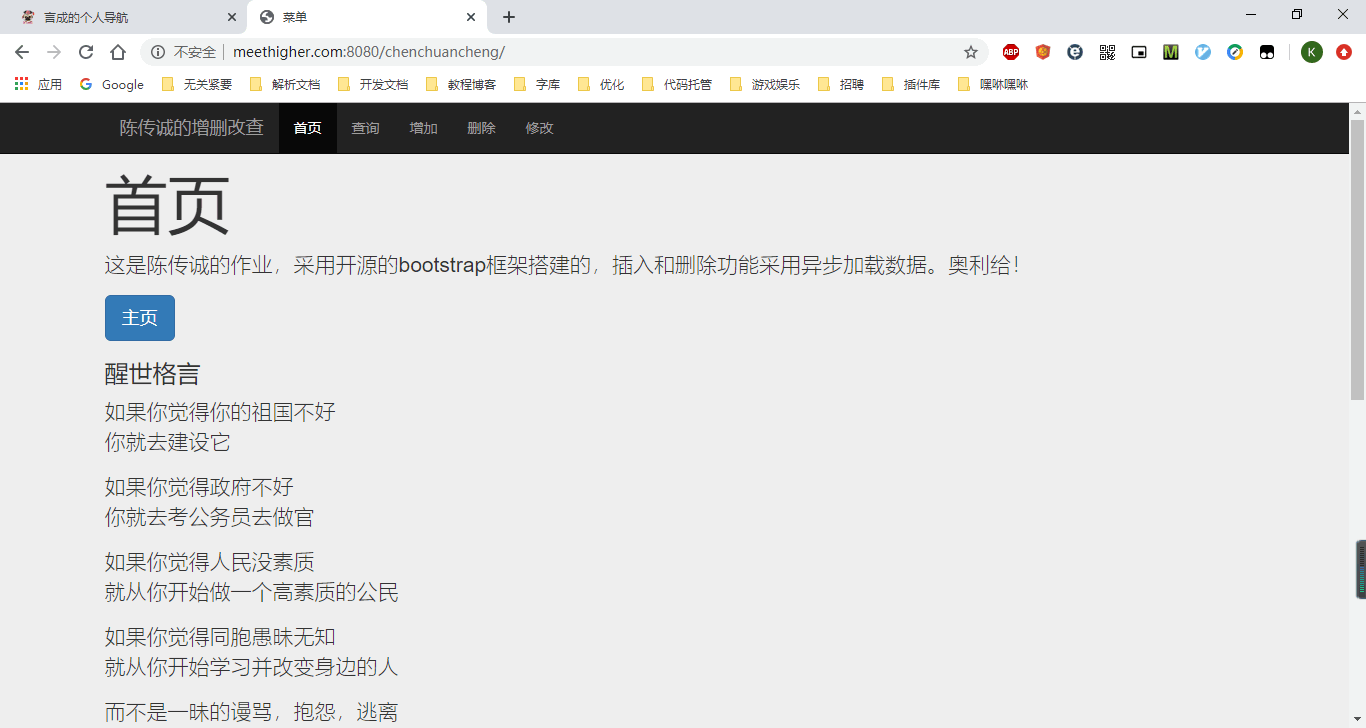 言成的个人导航
菜单
不安全 meethigher.com:8080/chenchuancheng/
ABP
M
K
应用 Google 无关紧要 解析文档 开发文档 教程博客 字库 优化 代码托管 游戏娱乐 招聘 插件库 嘿咻嘿咻
陈传诚的增删改查 首页 查询 增加 删除 修改
首页
这是陈传诚的作业，采用开源的bootstrap框架搭建的，插入和删除功能采用异步加载数据。奥利给！
主页
醒世格言
如果你觉得你的祖国不好
你就去建设它
如果你觉得政府不好
你就去考公务员去做官
如果你觉得人民没素质
就从你开始做一个高素质的公民
如果你觉得同胞愚昧无知
就从你开始学习并改变身边的人
而不是一昧的谩骂，抱怨，逃离